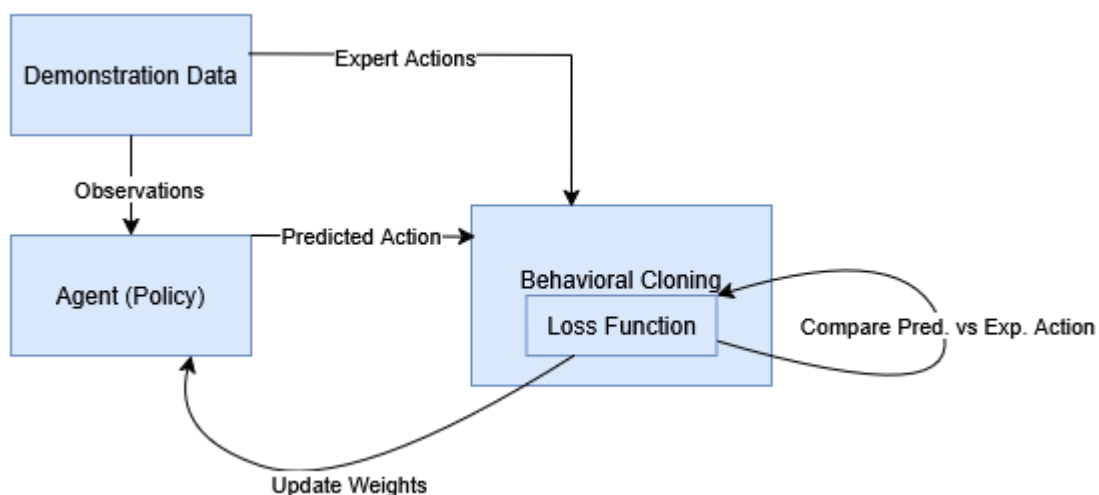 Demonstration Data
Expert Actions
Observations
Agent (Policy)
Predicted Action
Behavioral Cloning
Loss Function
Compare Pred. vs Exp. Action
Update Weights